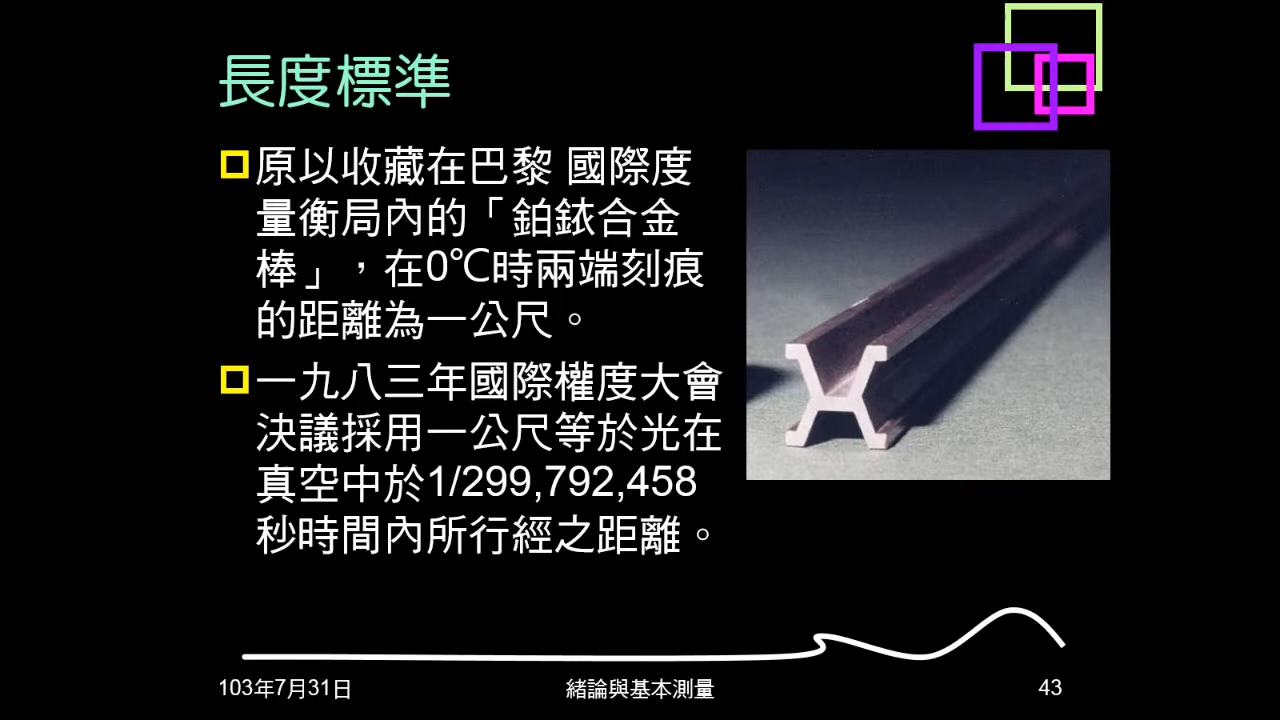 長度標準
原以收藏在巴黎 國際度
量衡局內的「鉑銥合金
棒」，在0℃時兩端刻痕
的距離為一公尺。
一九八三年國際權度大會
決議採用一公尺等於光在
真空中於1/299,792,458
秒時間內所行經之距離。
103年7月31日
緒論與基本測量
43